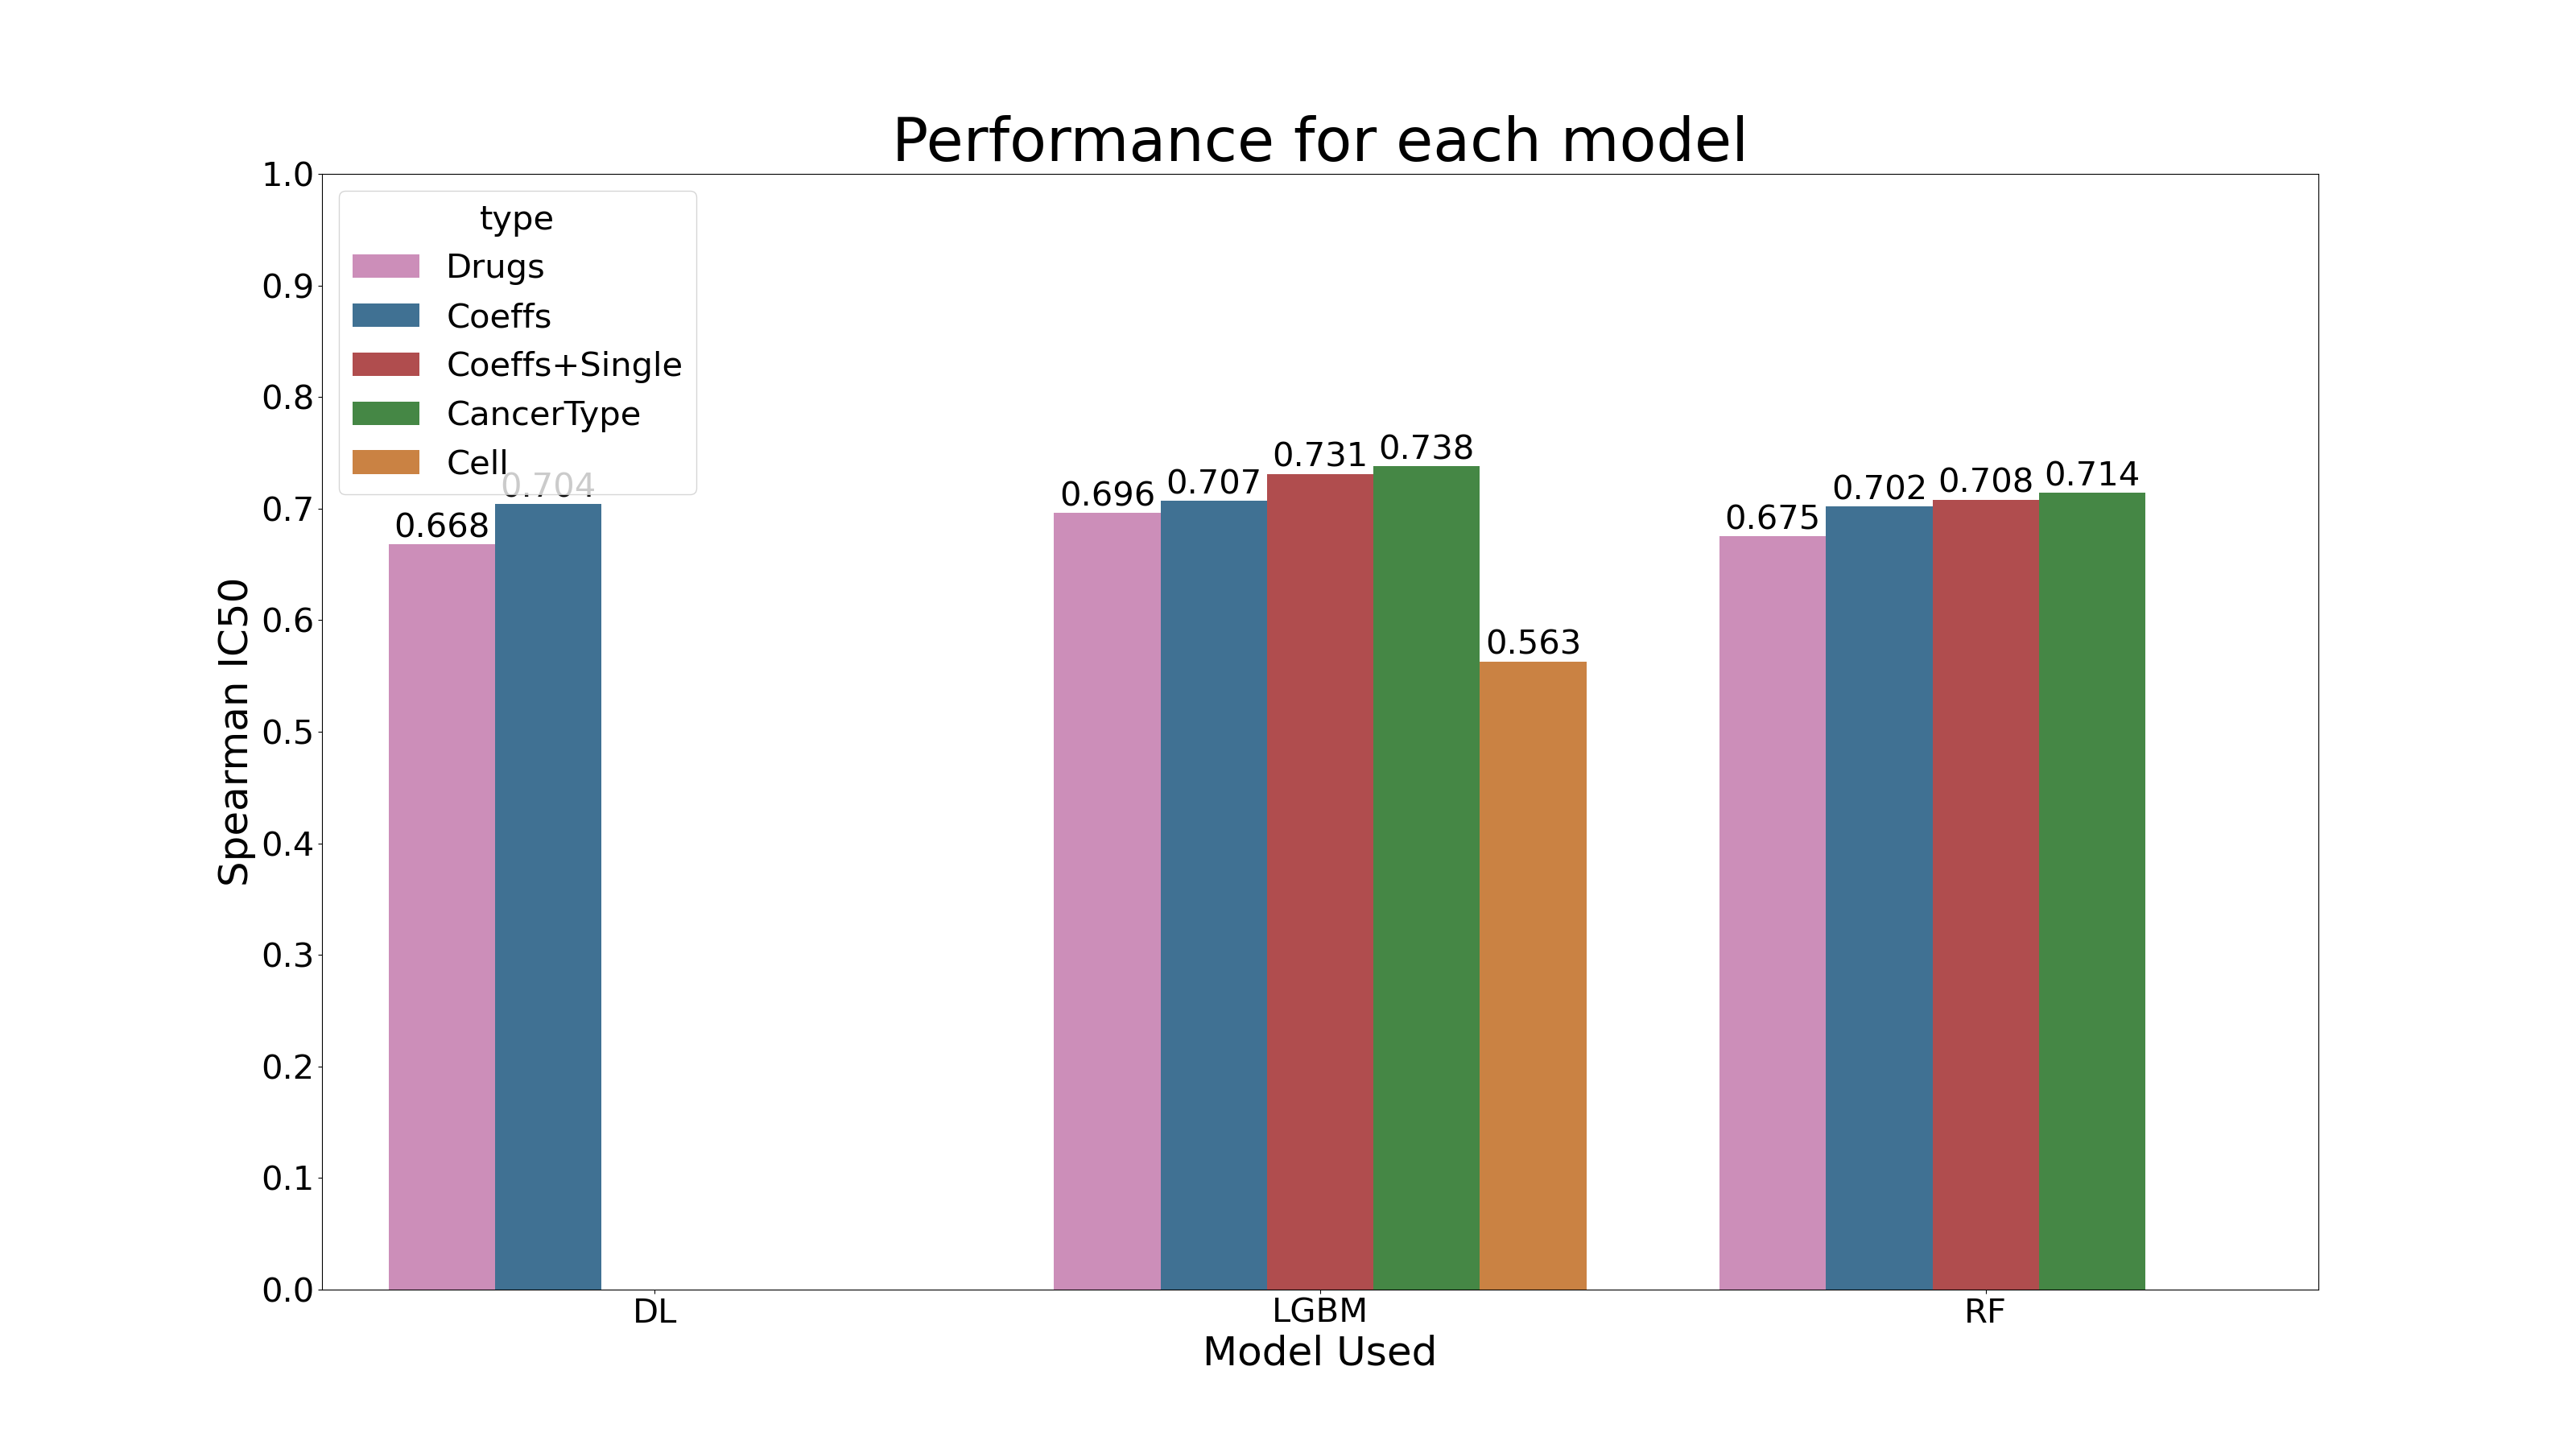 Performance for each model
1.0
0.9
0.8
0.7
0.6
0.5
0.4
0.3
0.2
0.1
0.0
Spearman IC50
type
Drugs
Coeffs
Coeffs+Single
CancerType
Cell
0.668
0.704
0.696
0.707
0.731
0.738
0.563
0.675
0.702
0.708
0.714
DL
LGBM
RF
Model Used